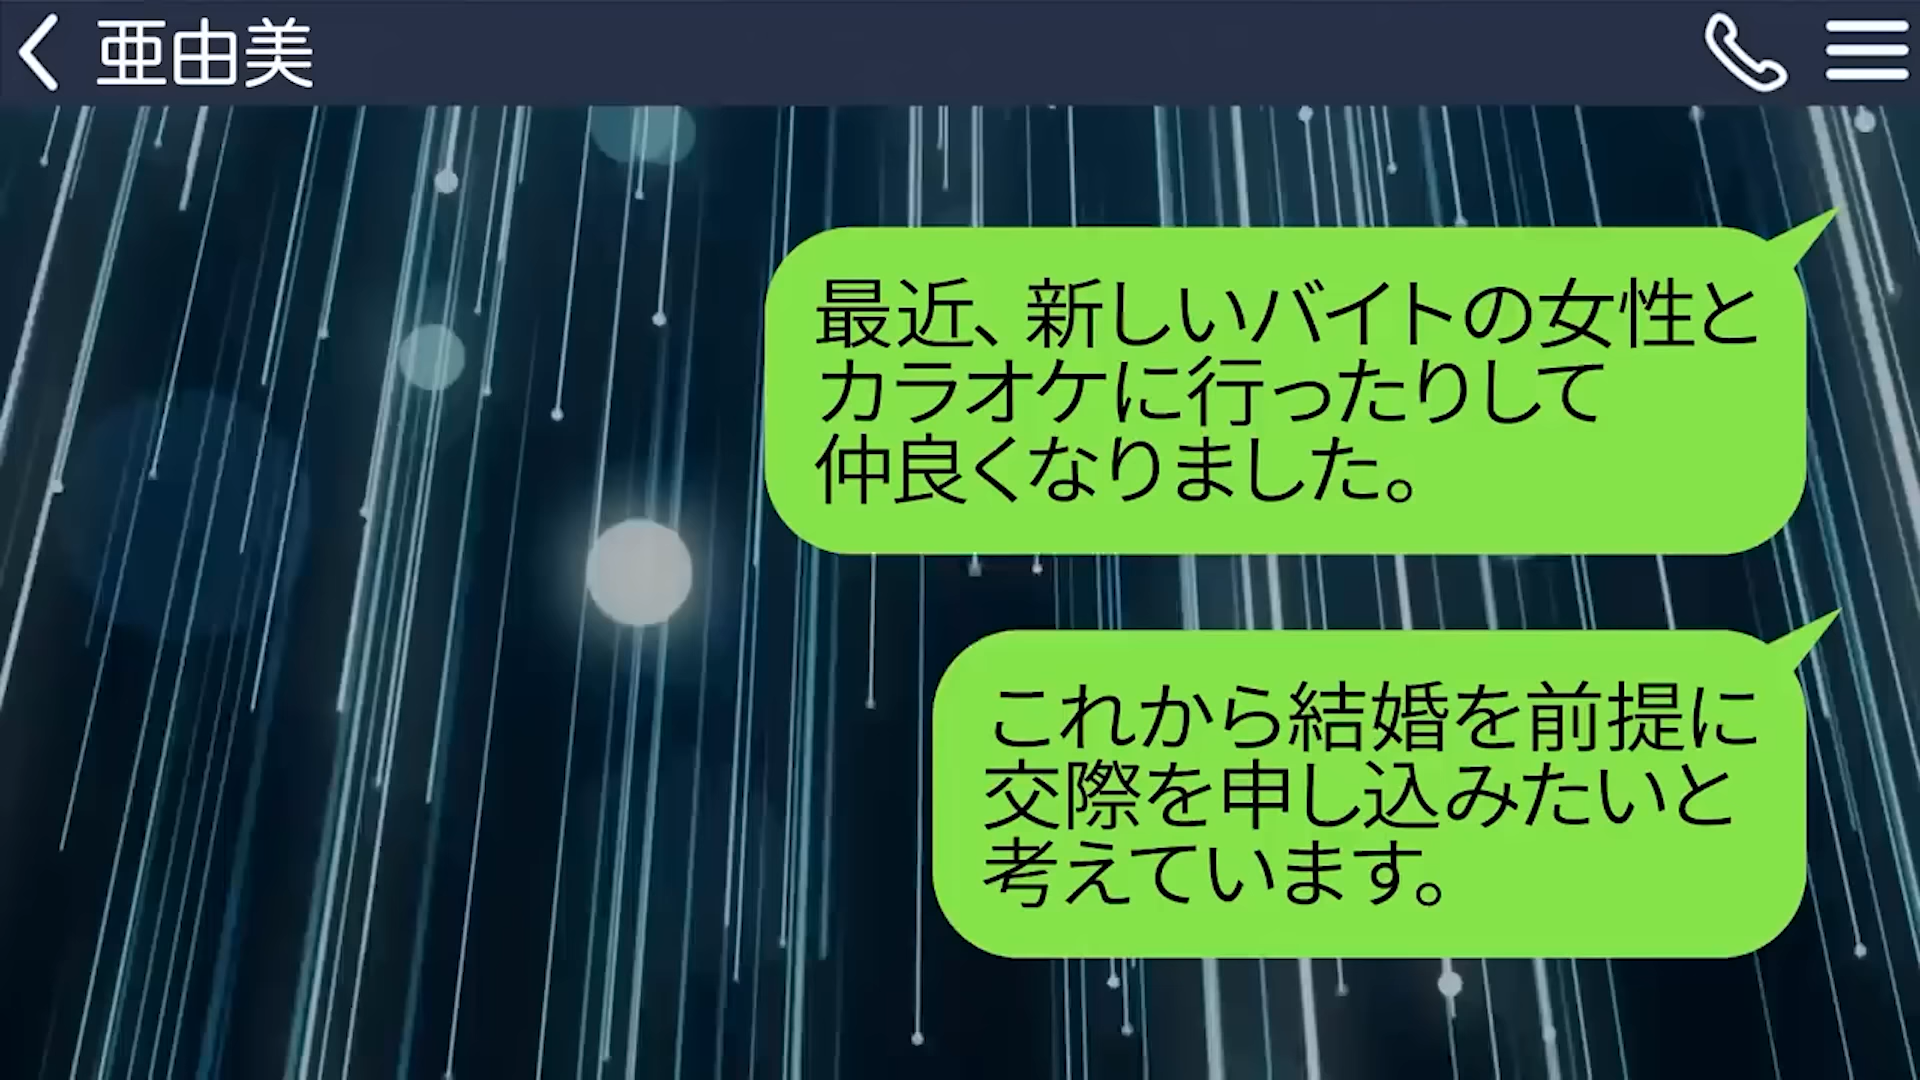 亜由美
最近、新しいバイトの女性と
カラオケに行ったりして
仲良くなりました。
これから結婚を前提に
交際を申し込みたいと
考えています。